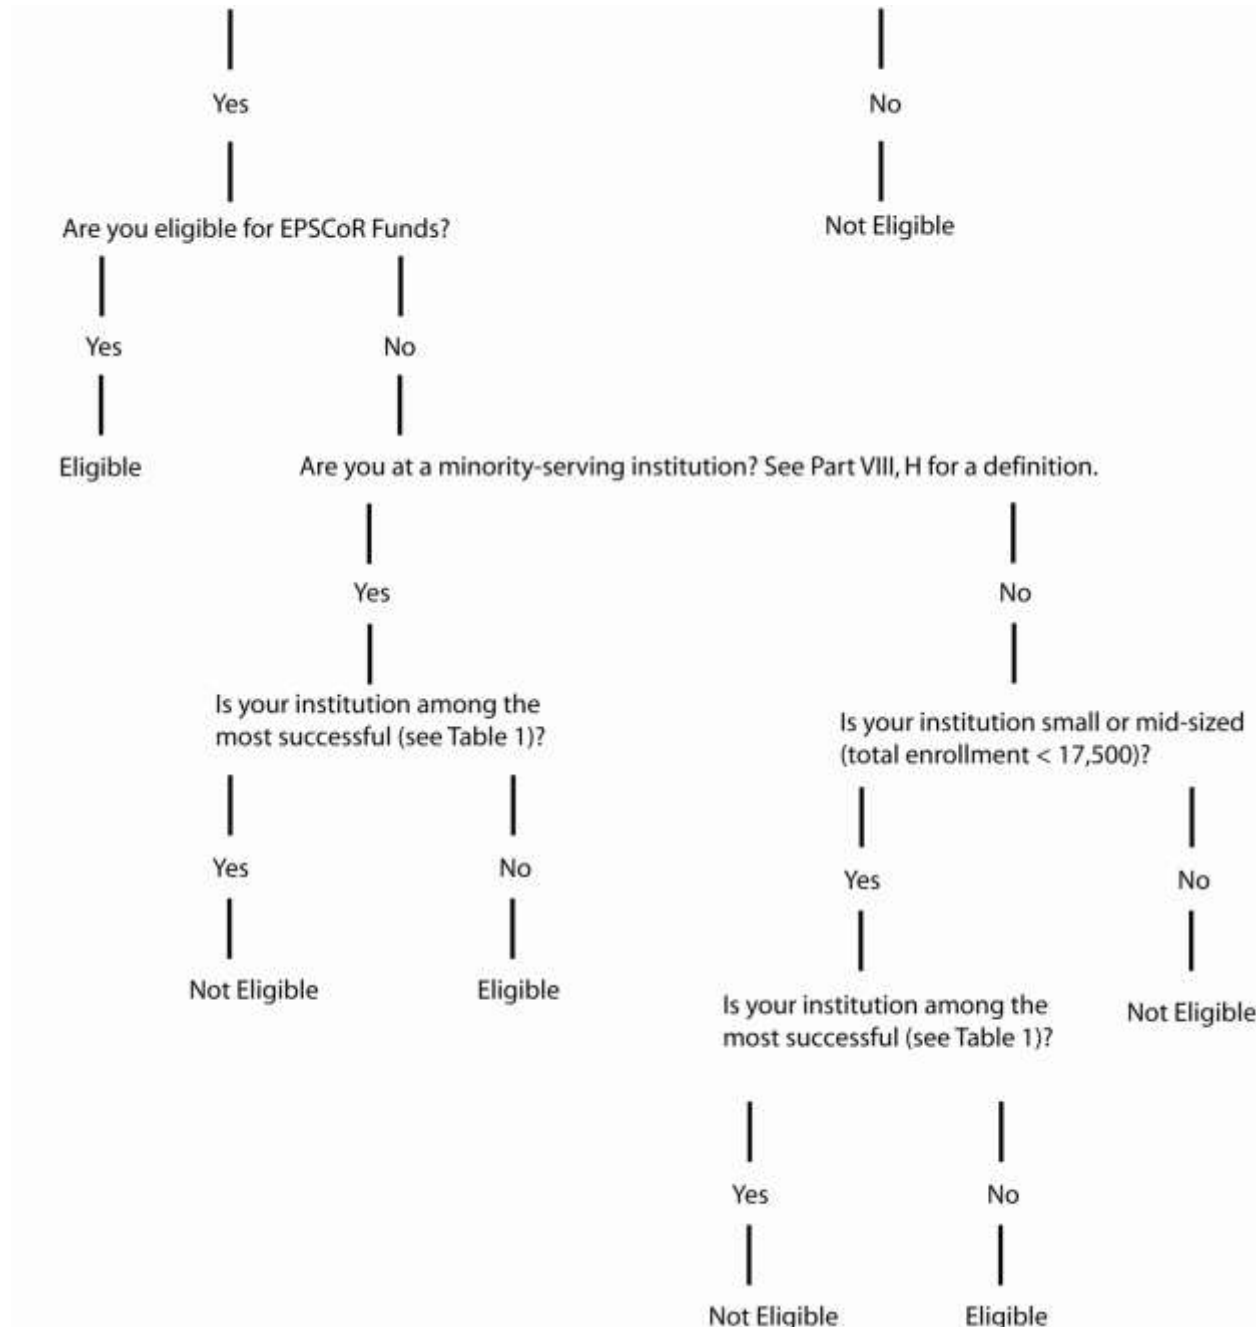 Yes
No
Are you eligible for EPSCoR Funds?
Not Eligible
Yes
No
Eligible
Are you at a minority-serving institution? See Part VIII, H for a definition.
Yes
No
Is your institution among the
most successful (see Table 1)?
Is your institution small or mid-sized
(total enrollment < 17,500)?
Yes
No
Yes
No
Not Eligible
Eligible
Is your institution among the
most successful (see Table 1)?
Not Eligible
Yes
No
Not Eligible
Eligible